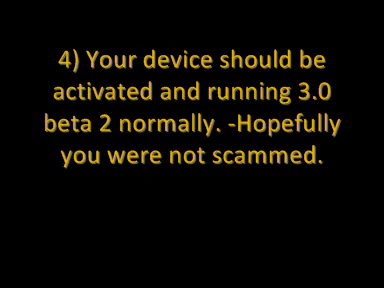 4) Your device should be
activated and running 3.0
beta 2 normally. -Hopefully
you were not scammed.